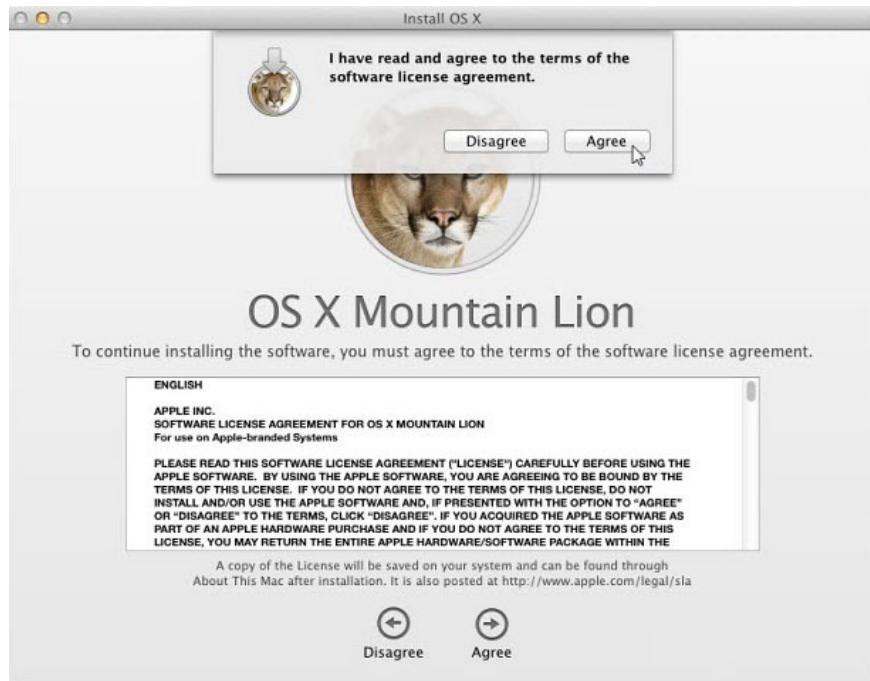 Install OS X
I have read and agree to the terms of the
software license agreement.
Disagree
Agree
OS X Mountain Lion
To continue installing the software, you must agree to the terms of the software license agreement.
ENGLISH
APPLE INC.
SOFTWARE LICENSE AGREEMENT FOR OS X MOUNTAIN LION
For use on Apple-branded Systems
PLEASE READ THIS SOFTWARE LICENSE AGREEMENT ("LICENSE") CAREFULLY BEFORE USING THE
APPLE SOFTWARE.  BY USING THE APPLE SOFTWARE, YOU ARE AGREEING TO BE BOUND BY THE
TERMS OF THIS LICENSE.  IF YOU DO NOT AGREE TO THE TERMS OF THIS LICENSE, DO NOT
INSTALL AND/OR USE THE APPLE SOFTWARE AND, IF PRESENTED WITH THE OPTION TO “AGREE”
OR “DISAGREE” TO THE TERMS, CLICK “DISAGREE”. IF YOU ACQUIRED THE APPLE SOFTWARE AS
PART OF AN APPLE HARDWARE PURCHASE AND IF YOU DO NOT AGREE TO THE TERMS OF THIS
LICENSE, YOU MAY RETURN THE ENTIRE APPLE HARDWARE/SOFTWARE PACKAGE WITHIN THE
A copy of the License will be saved on your system and can be found through
About This Mac after installation. It is also posted at http://www.apple.com/legal/sla
Disagree
Agree